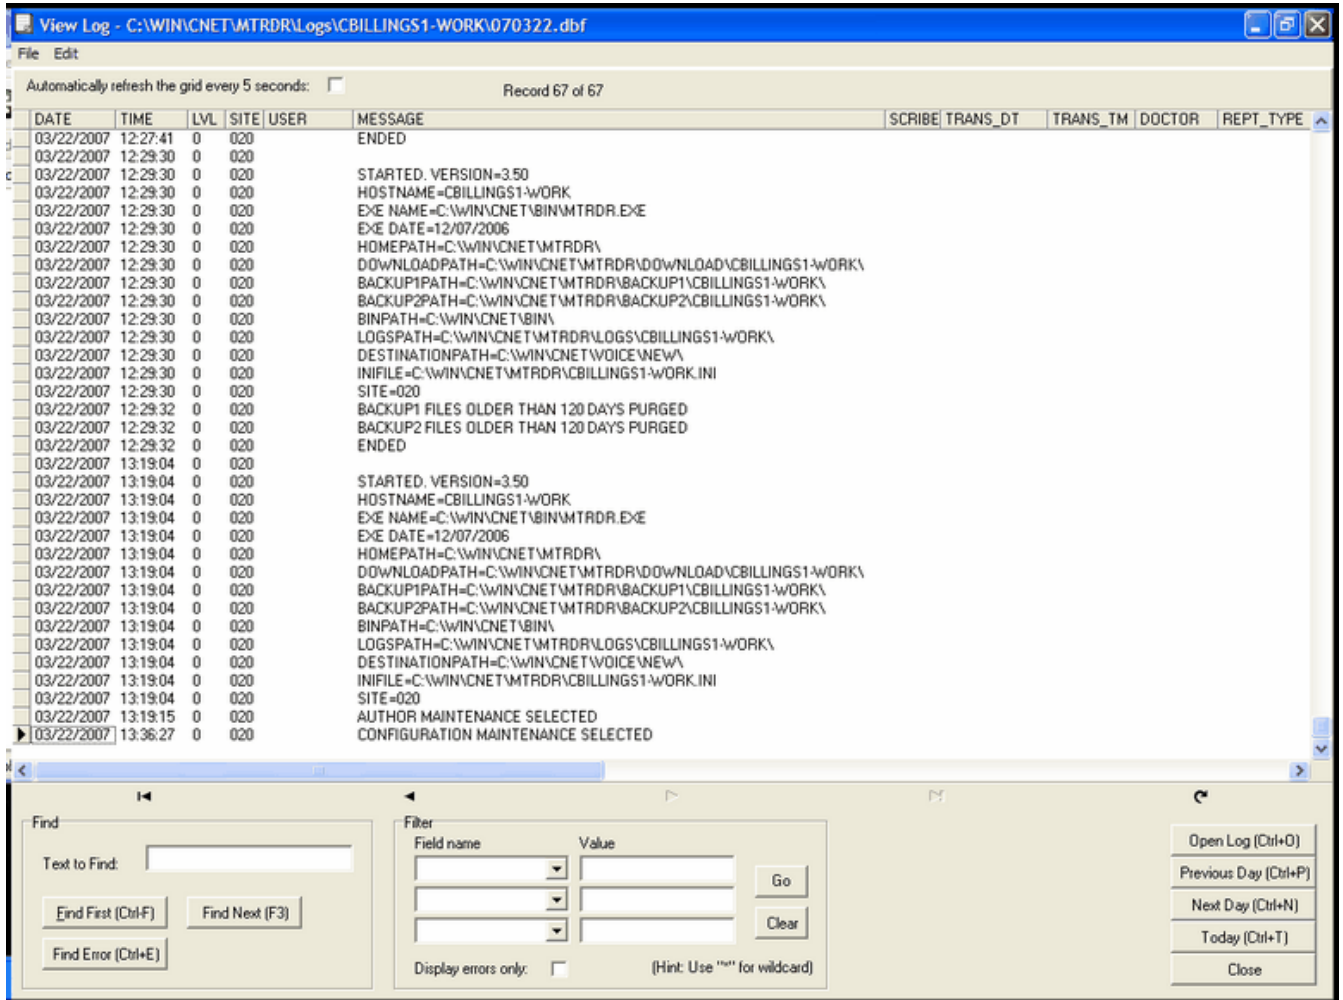 View Log - C:\WIN\CNET\MTRDR\Logs\CBILLINGS1-WORK\070322.dbf
File Edit
Automatically refresh the grid every 5 seconds: Record 67 of 67
DATE TIME LVL SITE USER MESSAGE SCRIBE TRANS_DT TRANS_TM DOCTOR REPT_TYPE
03/22/2007 12:27:41 0 020 ENDED
03/22/2007 12:29:30 0 020
03/22/2007 12:29:30 0 020 STARTED. VERSION=3.50
03/22/2007 12:29:30 0 020 HOSTNAME=CBILLINGS1-WORK
03/22/2007 12:29:30 0 020 EXE NAME=C:\WIN\CNET\BIN\MTRDR.EXE
03/22/2007 12:29:30 0 020 EXE DATE=12/07/2006
03/22/2007 12:29:30 0 020 HOMEPATH=C:\WIN\CNET\MTRDR\
03/22/2007 12:29:30 0 020 DOWNLOADPATH=C:\WIN\CNET\MTRDR\DOWNLOAD\CBILLINGS1-WORK\
03/22/2007 12:29:30 0 020 BACKUP1PATH=C:\WIN\CNET\MTRDR\BACKUP1\CBILLINGS1-WORK\
03/22/2007 12:29:30 0 020 BACKUP2PATH=C:\WIN\CNET\MTRDR\BACKUP2\CBILLINGS1-WORK\
03/22/2007 12:29:30 0 020 BINPATH=C:\WIN\CNET\BIN\
03/22/2007 12:29:30 0 020 LOGSPATH=C:\WIN\CNET\MTRDR\LOGS\CBILLINGS1-WORK\
03/22/2007 12:29:30 0 020 DESTINATIONPATH=C:\WIN\CNET\VOICE\NEW\
03/22/2007 12:29:30 0 020 INIFILE=C:\WIN\CNET\MTRDR\CBILLINGS1-WORK.INI
03/22/2007 12:29:30 0 020 SITE=020
03/22/2007 12:29:32 0 020 BACKUP1 FILES OLDER THAN 120 DAYS PURGED
03/22/2007 12:29:32 0 020 BACKUP2 FILES OLDER THAN 120 DAYS PURGED
03/22/2007 12:29:32 0 020 ENDED
03/22/2007 13:19:04 0 020
03/22/2007 13:19:04 0 020 STARTED. VERSION=3.50
03/22/2007 13:19:04 0 020 HOSTNAME=CBILLINGS1-WORK
03/22/2007 13:19:04 0 020 EXE NAME=C:\WIN\CNET\BIN\MTRDR.EXE
03/22/2007 13:19:04 0 020 EXE DATE=12/07/2006
03/22/2007 13:19:04 0 020 HOMEPATH=C:\WIN\CNET\MTRDR\
03/22/2007 13:19:04 0 020 DOWNLOADPATH=C:\WIN\CNET\MTRDR\DOWNLOAD\CBILLINGS1-WORK\
03/22/2007 13:19:04 0 020 BACKUP1PATH=C:\WIN\CNET\MTRDR\BACKUP1\CBILLINGS1-WORK\
03/22/2007 13:19:04 0 020 BACKUP2PATH=C:\WIN\CNET\MTRDR\BACKUP2\CBILLINGS1-WORK\
03/22/2007 13:19:04 0 020 BINPATH=C:\WIN\CNET\BIN\
03/22/2007 13:19:04 0 020 LOGSPATH=C:\WIN\CNET\MTRDR\LOGS\CBILLINGS1-WORK\
03/22/2007 13:19:04 0 020 DESTINATIONPATH=C:\WIN\CNET\VOICE\NEW\
03/22/2007 13:19:04 0 020 INIFILE=C:\WIN\CNET\MTRDR\CBILLINGS1-WORK.INI
03/22/2007 13:19:04 0 020 SITE=020
03/22/2007 13:19:15 0 020 AUTHOR MAINTENANCE SELECTED
03/22/2007 13:36:27 0 020 CONFIGURATION MAINTENANCE SELECTED
Find
Text to Find:
Find First (Ctrl-F) Find Next (F3)
Find Error (Ctrl+E)
Filter
Field name Value
Go
Clear
Display errors only: (Hint: Use "*" for wildcard)
Open Log (Ctrl+O)
Previous Day (Ctrl+P)
Next Day (Ctrl+N)
Today (Ctrl+T)
Close